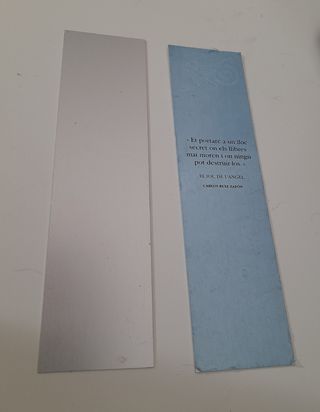 «Et portaré a un lloc
secret on els llibres
mai moren i on ningú
pot destruir-los.»
EL JOC DE L'ÀNGEL,
CARLOS RUIZ ZAFÓN